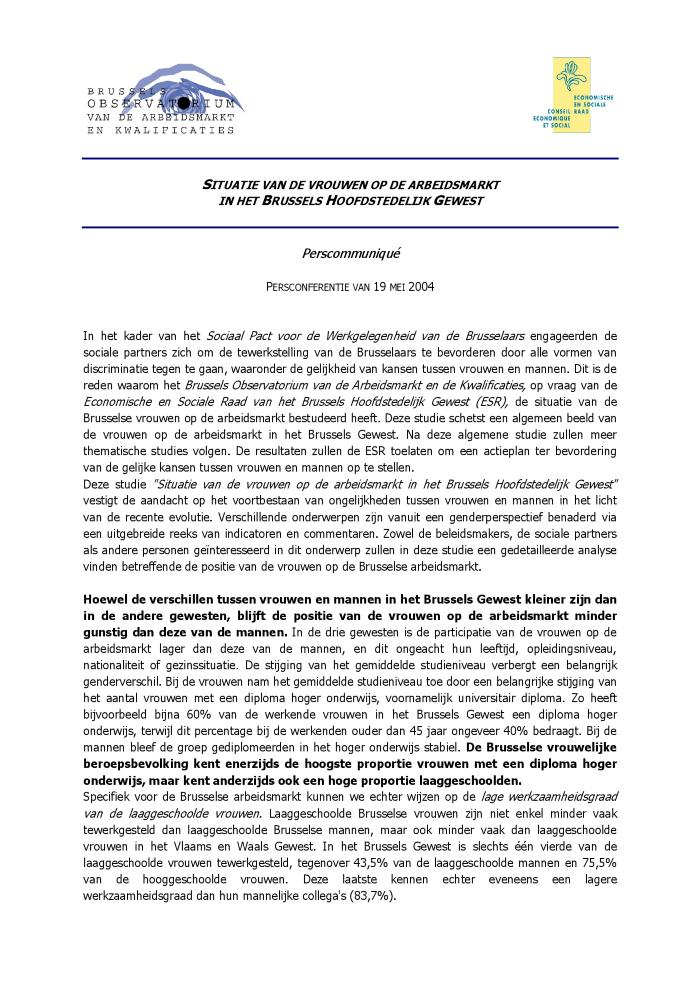 BRUSSELS
OBSERVATORIUM
VAN DE ARBEIDSMARKT
EN KWALIFICATIES
ECONOMISCHE
EN SOCIALE
CONSEIL RAAD
ECONOMIQUE
ET SOCIAL
SITUATIE VAN DE VROUWEN OP DE ARBEIDSMARKT
IN HET BRUSSELS HOOFDSTEDELIJK GEWEST
Perscommuniqué
PERSCONFERENTIE VAN 19 MEI 2004
In het kader van het Sociaal Pact voor de Werkgelegenheid van de Brusselaars engageerden de
sociale partners zich om de tewerkstelling van de Brusselaars te bevorderen door alle vormen van
discriminatie tegen te gaan, waaronder de gelijkheid van kansen tussen vrouwen en mannen. Dit is de
reden waarom het Brussels Observatorium van de Arbeidsmarkt en de Kwalificaties, op vraag van de
Economische en Sociale Raad van het Brussels Hoofdstedelijk Gewest (ESR), de situatie van de
Brusselse vrouwen op de arbeidsmarkt bestudeerd heeft. Deze studie schetst een algemeen beeld van
de vrouwen op de arbeidsmarkt in het Brussels Gewest. Na deze algemene studie zullen meer
thematische studies volgen. De resultaten zullen de ESR toelaten om een actieplan ter bevordering
van de gelijke kansen tussen vrouwen en mannen op te stellen.
Deze studie "Situatie van de vrouwen op de arbeidsmarkt in het Brussels Hoofdstedelijk Gewest"
vestigt de aandacht op het voortbestaan van ongelijkheden tussen vrouwen en mannen in het licht
van de recente evolutie. Verschillende onderwerpen zijn vanuit een genderperspectief benaderd via
een uitgebreide reeks van indicatoren en commentaren. Zowel de beleidsmakers, de sociale partners
als andere personen geïnteresseerd in dit onderwerp zullen in deze studie een gedetailleerde analyse
vinden betreffende de positie van de vrouwen op de Brusselse arbeidsmarkt.
Hoewel de verschillen tussen vrouwen en mannen in het Brussels Gewest kleiner zijn dan
in de andere gewesten, blijft de positie van de vrouwen op de arbeidsmarkt minder
gunstig dan deze van de mannen. In de drie gewesten is de participatie van de vrouwen op de
arbeidsmarkt lager dan deze van de mannen, en dit ongeacht hun leeftijd, opleidingsniveau,
nationaliteit of gezinssituatie. De stijging van het gemiddelde studieniveau verbergt een belangrijk
genderverschil. Bij de vrouwen nam het gemiddelde studieniveau toe door een belangrijke stijging van
het aantal vrouwen met een diploma hoger onderwijs, voornamelijk universitair diploma. Zo heeft
bijvoorbeeld bijna 60% van de werkende vrouwen in het Brussels Gewest een diploma hoger
onderwijs, terwijl dit percentage bij de werkenden ouder dan 45 jaar ongeveer 40% bedraagt. Bij de
mannen bleef de groep gediplomeerden in het hoger onderwijs stabiel. De Brusselse vrouwelijke
beroepsbevolking kent enerzijds de hoogste proportie vrouwen met een diploma hoger
onderwijs, maar kent anderzijds ook een hoge proportie laaggeschoolden.
Specifiek voor de Brusselse arbeidsmarkt kunnen we echter wijzen op de lage werkzaamheidsgraad
van de laaggeschoolde vrouwen. Laaggeschoolde Brusselse vrouwen zijn niet enkel minder vaak
tewerkgesteld dan laaggeschoolde Brusselse mannen, maar ook minder vaak dan laaggeschoolde
vrouwen in het Vlaams en Waals Gewest. In het Brussels Gewest is slechts één vierde van de
laaggeschoolde vrouwen tewerkgesteld, tegenover 43,5% van de laaggeschoolde mannen en 75,5%
van de hooggeschoolde vrouwen. Deze laatste kennen echter eveneens een lagere
werkzaamheidsgraad dan hun mannelijke collega's (83,7%).